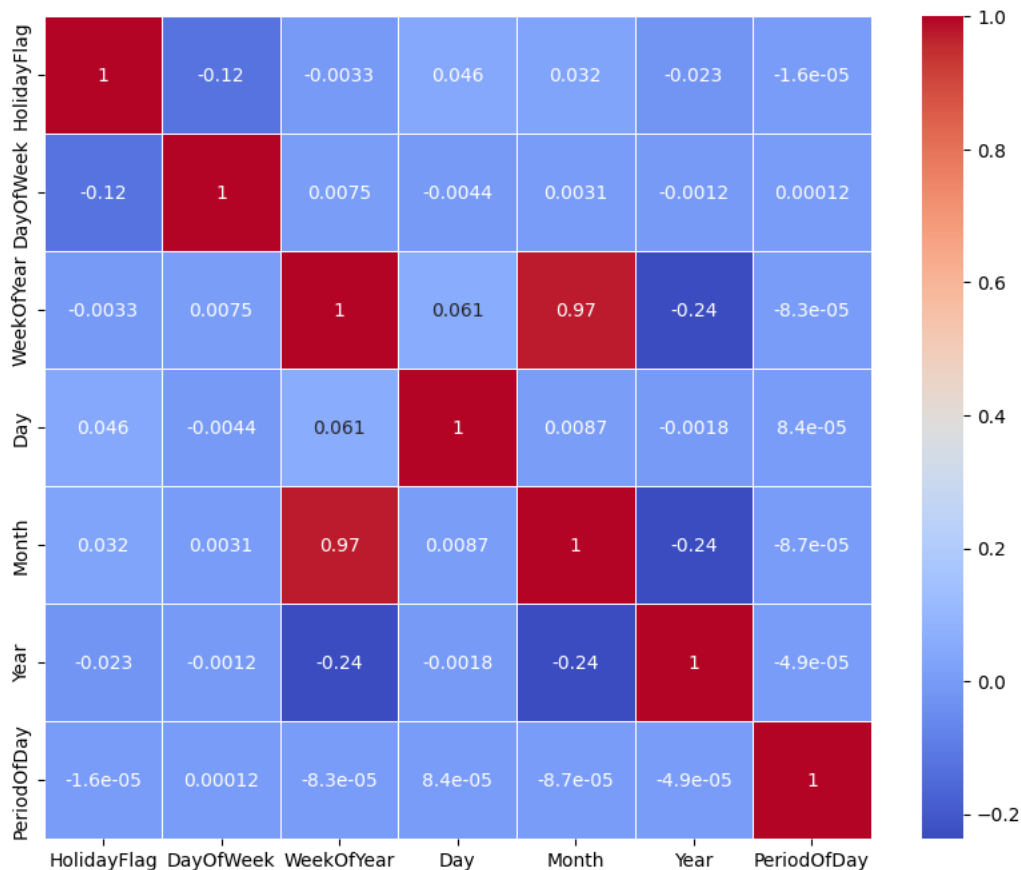 HolidayFlag 1 -0.12 -0.0033 0.046 0.032 -0.023 -1.6e-05
DayOfWeek -0.12 1 0.0075 -0.0044 0.0031 -0.0012 0.00012
WeekOfYear -0.0033 0.0075 1 0.061 0.97 -0.24 -8.3e-05
Day 0.046 -0.0044 0.061 1 0.0087 -0.0018 8.4e-05
Month 0.032 0.0031 0.97 0.0087 1 -0.24 -8.7e-05
Year -0.023 -0.0012 -0.24 -0.0018 -0.24 1 -4.9e-05
PeriodOfDay -1.6e-05 0.00012 -8.3e-05 8.4e-05 -8.7e-05 -4.9e-05 1
HolidayFlag DayOfWeek WeekOfYear Day Month Year PeriodOfDay
1.0
0.8
0.6
0.4
0.2
0.0
−0.2